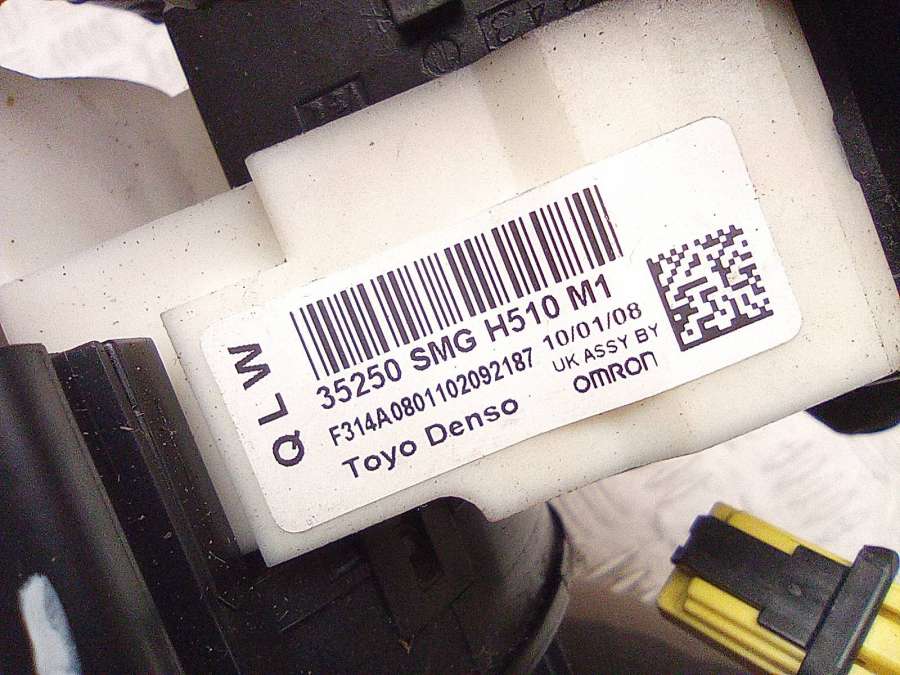 QLW
35250 SMG H510 M1
F314A0801102092187 10/01/08
Toyo Denso
UK ASSY BY
OMRON